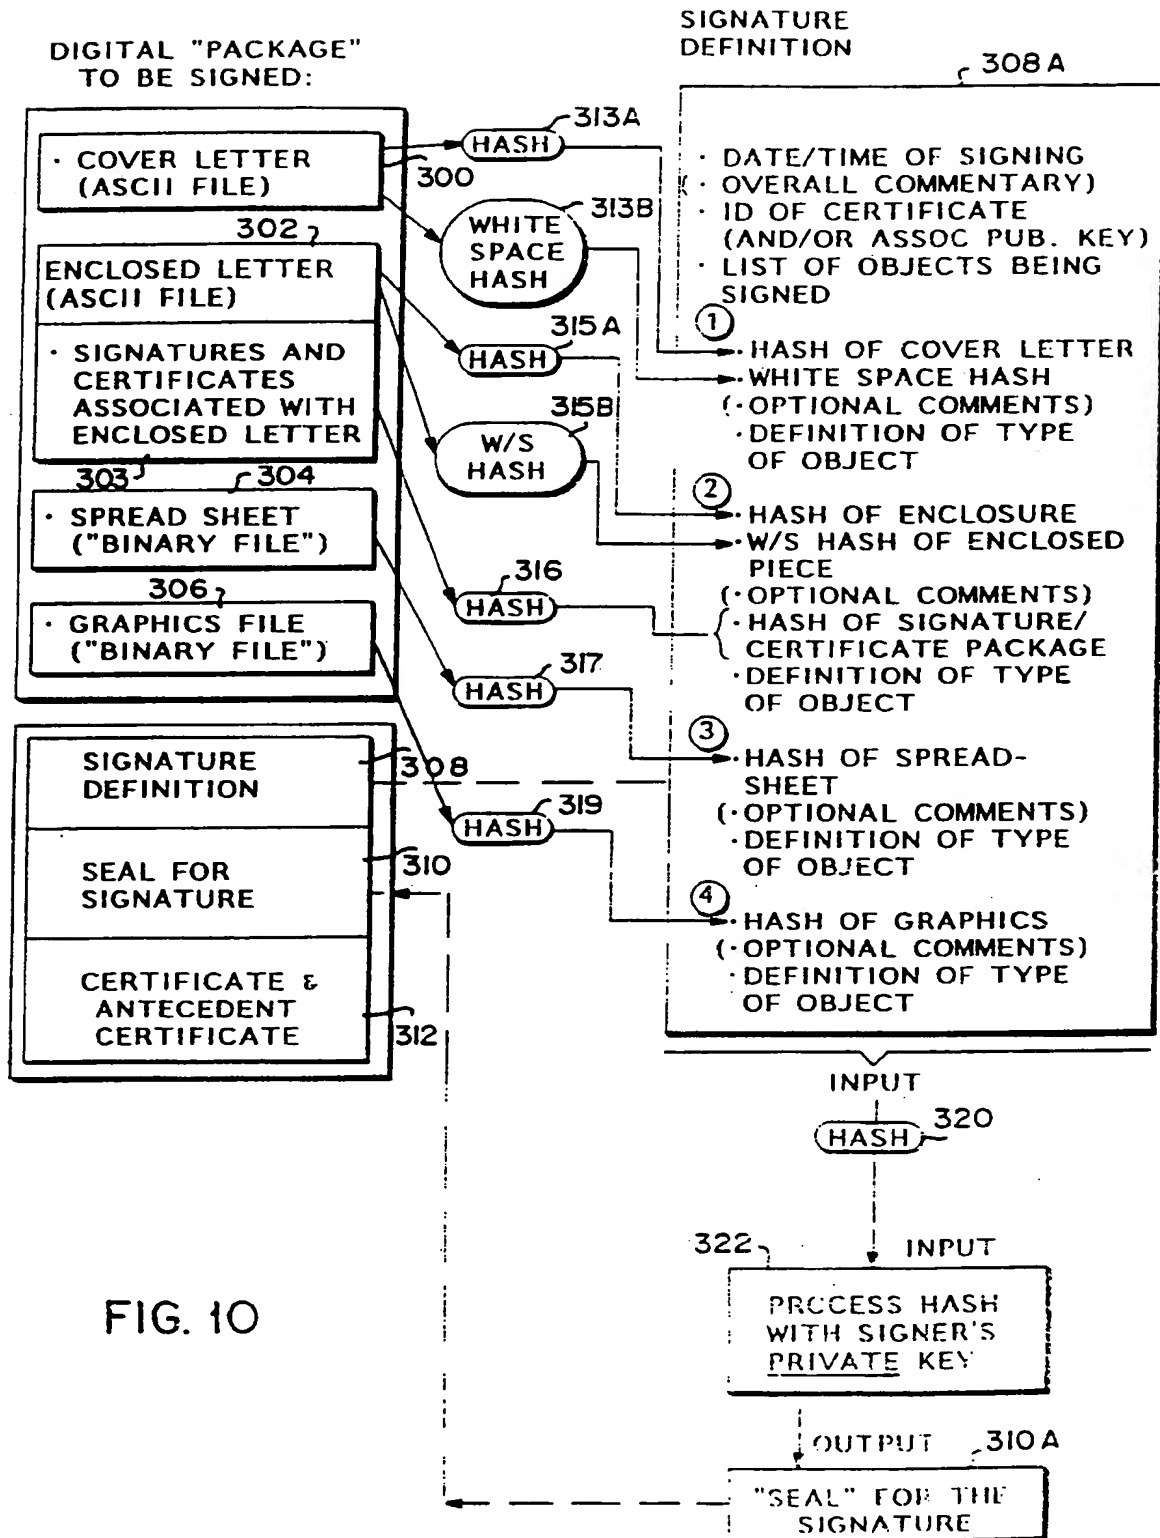 SIGNATURE
DEFINITION
DIGITAL "PACKAGE"
TO BE SIGNED:
308A
313A
HASH
· COVER LETTER
(ASCII FILE)
300
313B
WHITE
SPACE
HASH
302
ENCLOSED LETTER
(ASCII FILE)
315A
HASH
· SIGNATURES AND
CERTIFICATES
ASSOCIATED WITH
ENCLOSED LETTER
315B
W/S
HASH
303
304
· SPREAD SHEET
("BINARY FILE")
316
HASH
306
· GRAPHICS FILE
("BINARY FILE")
317
HASH
SIGNATURE
DEFINITION
308
319
HASH
SEAL FOR
SIGNATURE
310
CERTIFICATE &
ANTECEDENT
CERTIFICATE
312
· DATE/TIME OF SIGNING
(· OVERALL COMMENTARY)
· ID OF CERTIFICATE
(AND/OR ASSOC PUB. KEY)
· LIST OF OBJECTS BEING
SIGNED
1
· HASH OF COVER LETTER
· WHITE SPACE HASH
(· OPTIONAL COMMENTS)
· DEFINITION OF TYPE
OF OBJECT
2
· HASH OF ENCLOSURE
· W/S HASH OF ENCLOSED
PIECE
(· OPTIONAL COMMENTS)
· HASH OF SIGNATURE/
CERTIFICATE PACKAGE
· DEFINITION OF TYPE
OF OBJECT
3
· HASH OF SPREAD-
SHEET
(· OPTIONAL COMMENTS)
· DEFINITION OF TYPE
OF OBJECT
4
· HASH OF GRAPHICS
(· OPTIONAL COMMENTS)
· DEFINITION OF TYPE
OF OBJECT
INPUT
HASH
320
322
INPUT
PROCESS HASH
WITH SIGNER'S
PRIVATE KEY
OUTPUT
310A
"SEAL" FOR THE
SIGNATURE
FIG. 10